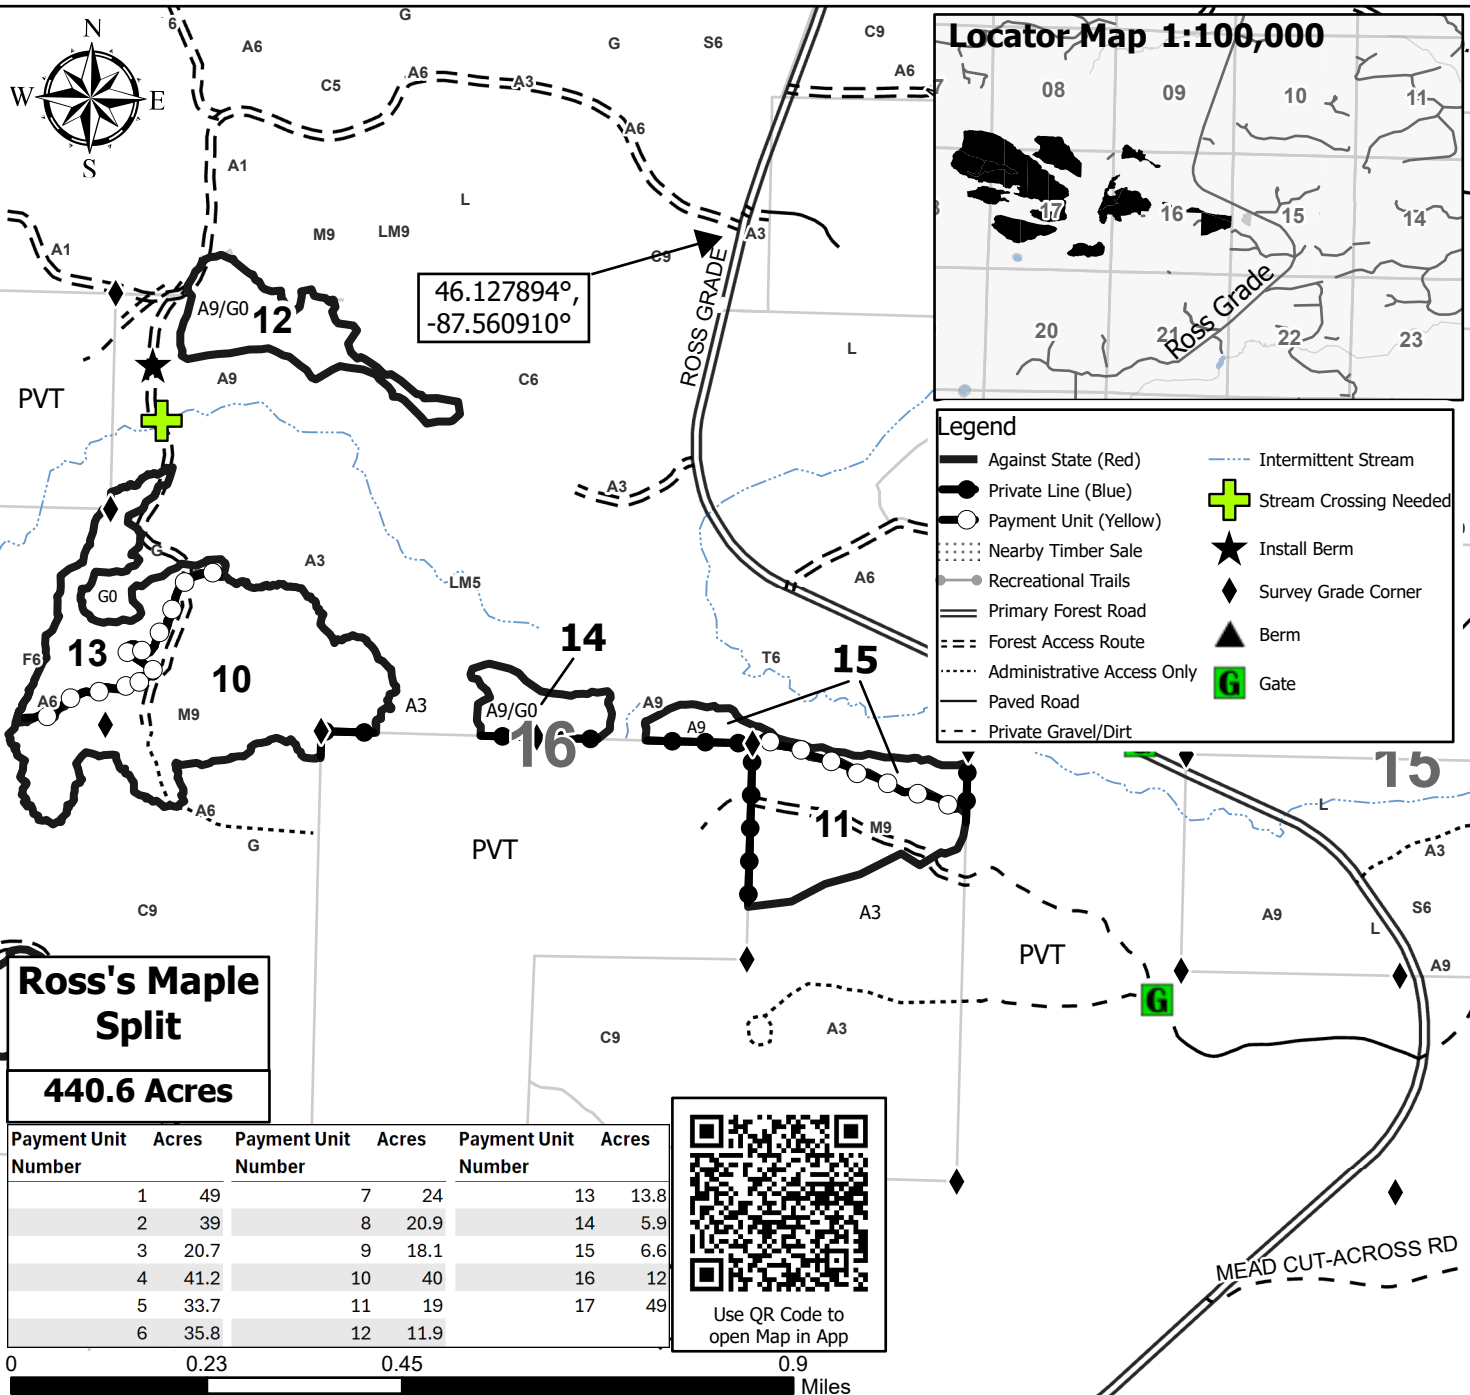 N
W
E
S
6
G
A6
C5
A6
A3
G
S6
C9
A6
A6
A1
L
M9
LM9
A1
C9
A3
46.127894°,
-87.560910°
ROSS GRADE
A9/G0
12
A9
PVT
C6
L
Locator Map 1:100,000
08
09
10
11
17
16
15
14
20
21
22
23
Ross Grade
Legend
Against State (Red)
Private Line (Blue)
Payment Unit (Yellow)
Nearby Timber Sale
Recreational Trails
Primary Forest Road
Forest Access Route
Administrative Access Only
Paved Road
Private Gravel/Dirt
Intermittent Stream
Stream Crossing Needed
Install Berm
Survey Grade Corner
Berm
G
Gate
A3
G
A3
LM5
A6
G0
13
F6
A6
10
M9
A3
14
A9/G0
16
T6
15
A9
A9
11
M9
15
L
A6
G
PVT
A3
C9
A3
PVT
A9
S6
L
A9
G
A3
C9
Ross's Maple
Split
440.6 Acres
Payment Unit Number Acres Payment Unit Number Acres Payment Unit Number Acres
1 49 7 24 13 13.8
2 39 8 20.9 14 5.9
3 20.7 9 18.1 15 6.6
4 41.2 10 40 16 12
5 33.7 11 19 17 49
6 35.8 12 11.9
Use QR Code to
open Map in App
MEAD CUT-ACROSS RD
0 0.23 0.45 0.9
Miles